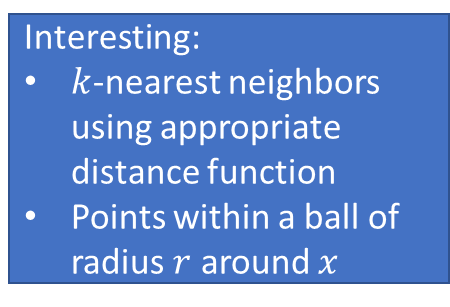 Interesting:
• k-nearest neighbors
using appropriate
distance function
• Points within a ball of
radius r around x